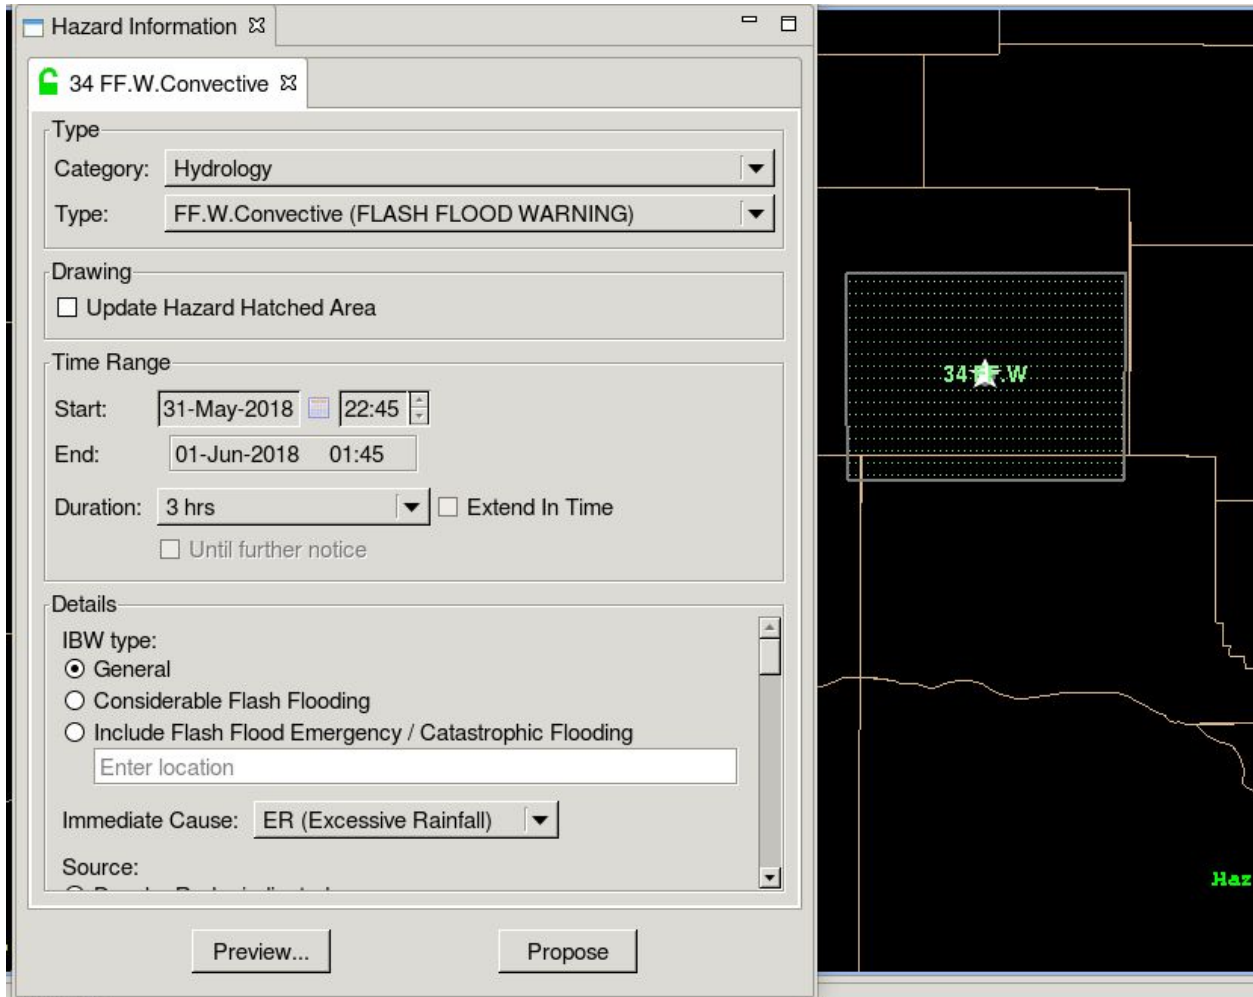 Hazard Information
34 FF.W.Convective
Type
Category: Hydrology
Type: FF.W.Convective (FLASH FLOOD WARNING)
Drawing
Update Hazard Hatched Area
Time Range
Start: 31-May-2018 22:45
End: 01-Jun-2018 01:45
Duration: 3 hrs Extend In Time
Until further notice
Details
IBW type:
General
Considerable Flash Flooding
Include Flash Flood Emergency / Catastrophic Flooding
Enter location
Immediate Cause: ER (Excessive Rainfall)
Source:
Preview... Propose
34 FF.W
Haz